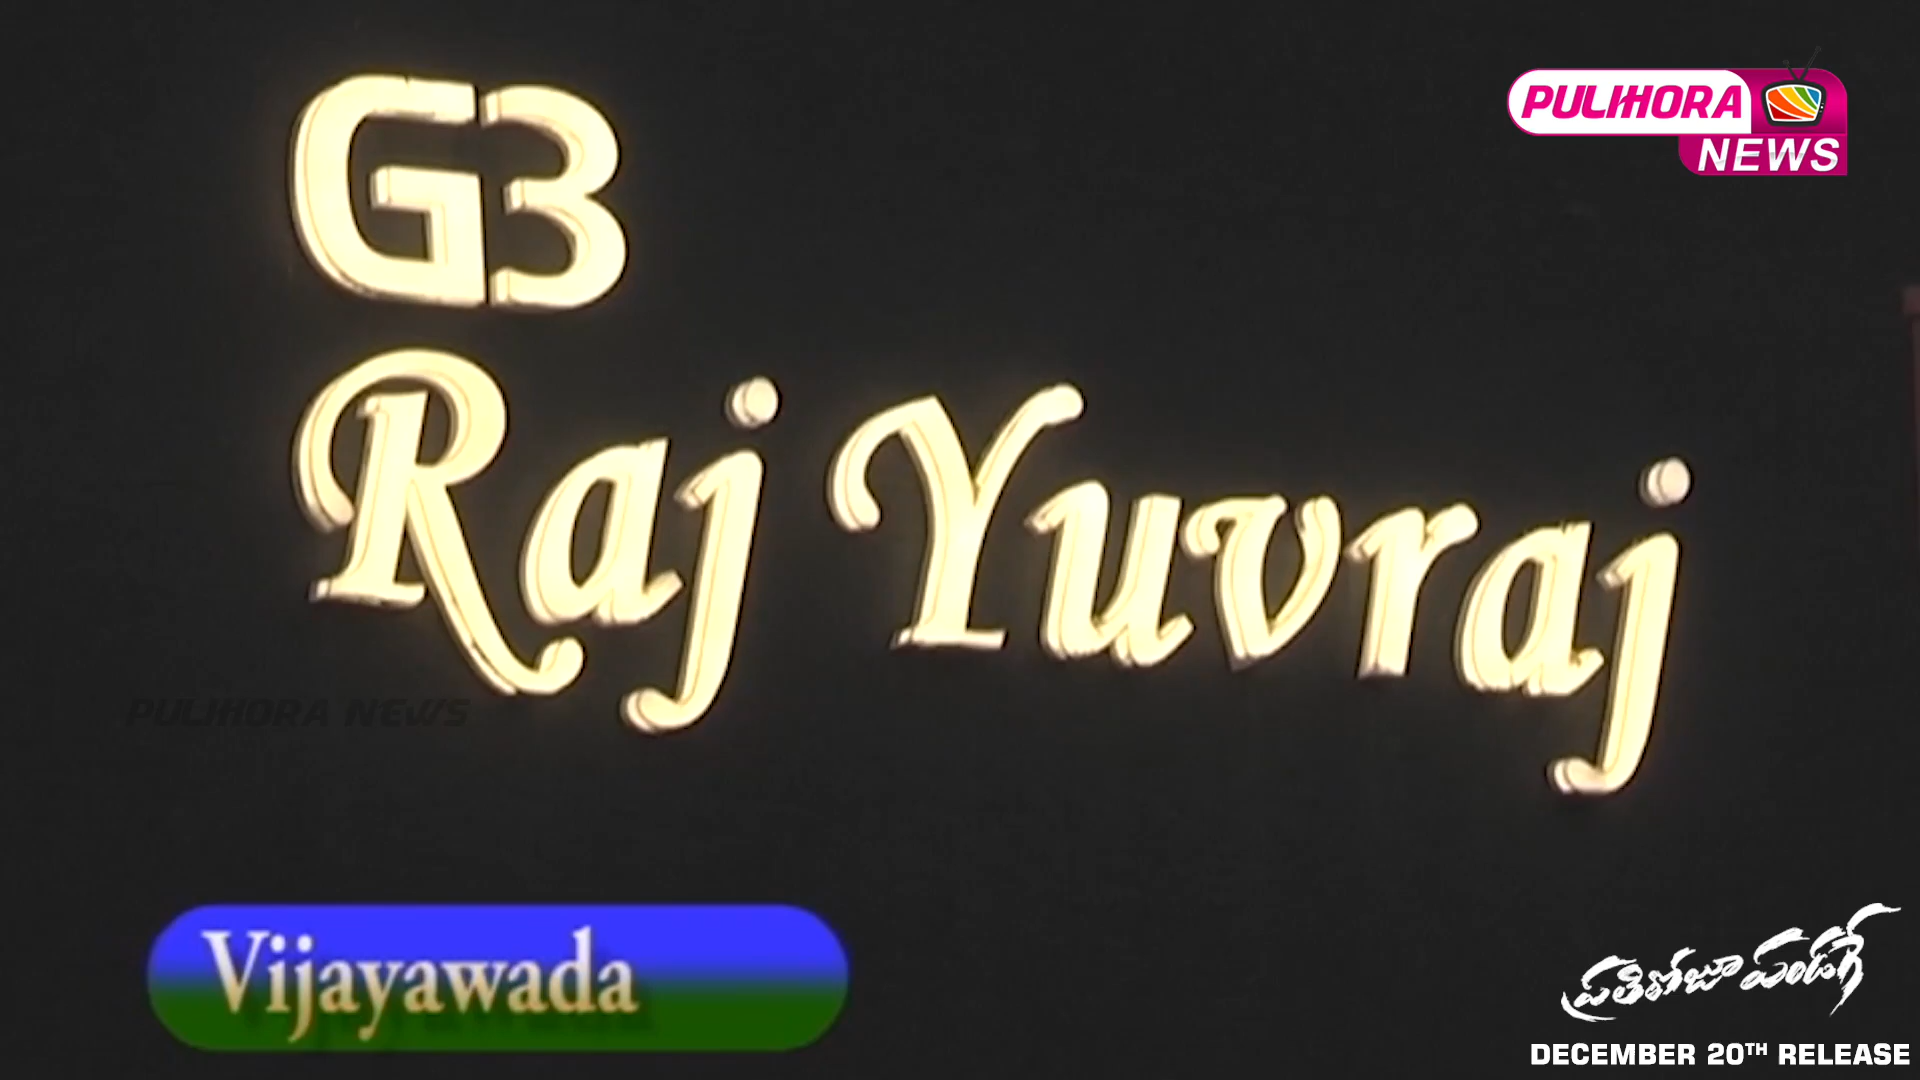 G3
PULIHORA
NEWS
Raj Yuvraj
PULIHORA NEWS
Vijayawada
ప్రతిరోజూ పండగే
DECEMBER 20TH RELEASE